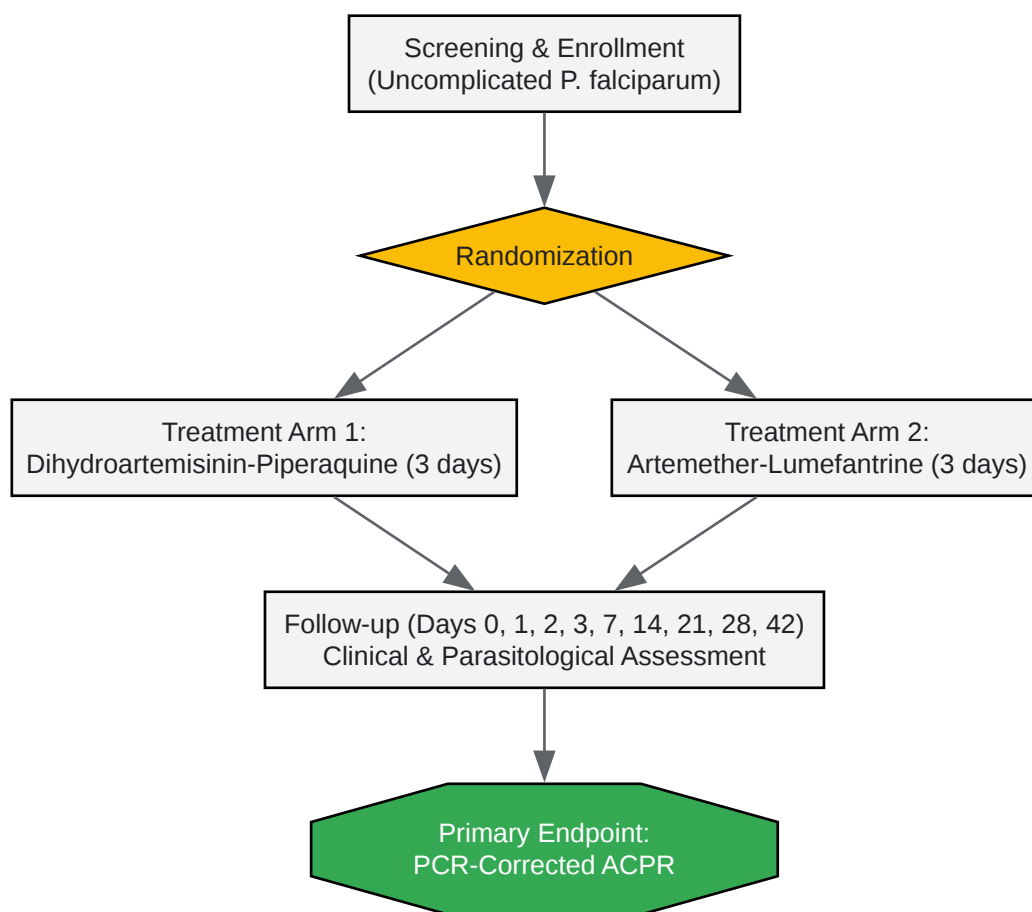 Screening & Enrollment
(Uncomplicated P. falciparum)
Randomization
Treatment Arm 1:
Dihydroartemisinin-Piperaquine (3 days)
Treatment Arm 2:
Artemether-Lumefantrine (3 days)
Follow-up (Days 0, 1, 2, 3, 7, 14, 21, 28, 42)
Clinical & Parasitological Assessment
Primary Endpoint:
PCR-Corrected ACPR